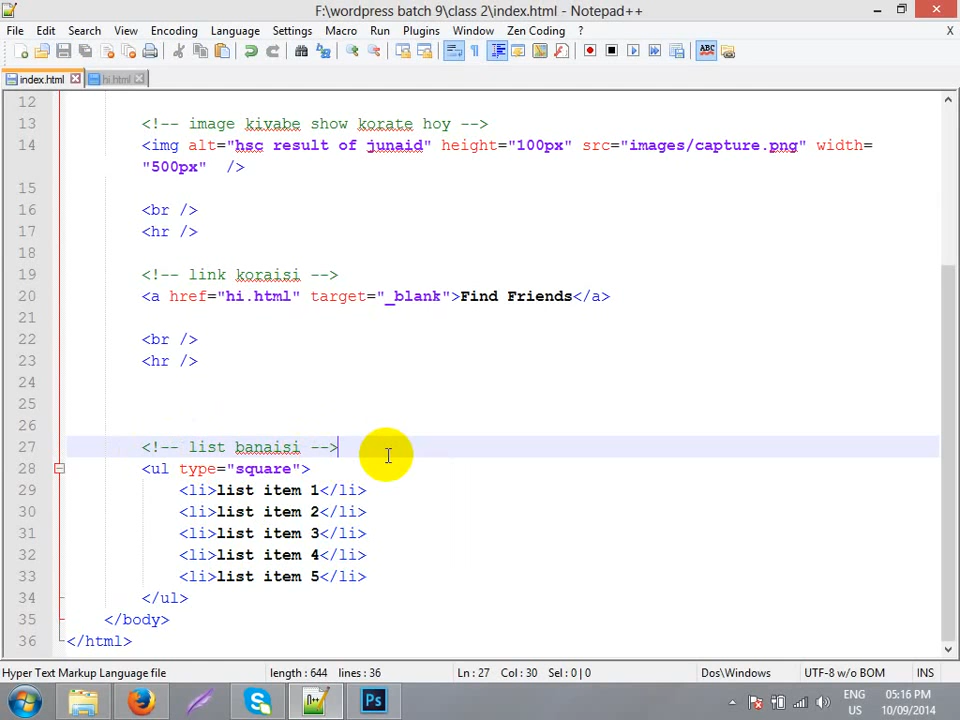 F:\wordpress batch 9\class 2\index.html - Notepad++
File Edit Search View Encoding Language Settings Macro Run Plugins Window Zen Coding ? X
index.html hi.html
12
13 <!-- image kiyabe show korate hoy -->
14 <img alt="hsc result of junaid" height="100px" src="images/capture.png" width=
"500px"  />
15
16 <br />
17 <hr />
18
19 <!-- link koraisi -->
20 <a href="hi.html" target="_blank">Find Friends</a>
21
22 <br />
23 <hr />
24
25
26
27 <!-- list banaisi -->
28 <ul type="square">
29 <li>list item 1</li>
30 <li>list item 2</li>
31 <li>list item 3</li>
32 <li>list item 4</li>
33 <li>list item 5</li>
34 </ul>
35 </body>
36 </html>
Hyper Text Markup Language file length : 644 lines : 36 Ln : 27 Col : 30 Sel : 0 | 0 Dos\Windows UTF-8 w/o BOM INS
ENG 05:16 PM
US 10/09/2014